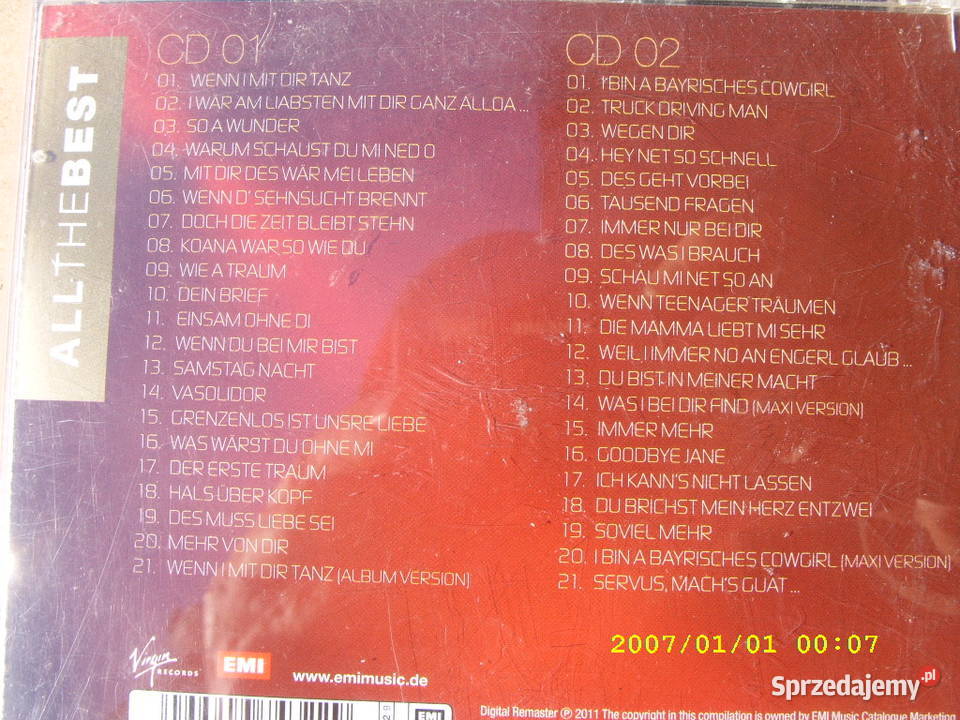 ALLTHEBEST
CD 01
01. WENN I MIT DIR TANZ
02. I WÄR AM LIABSTEN MIT DIR GANZ ALLOA ...
03. SO A WUNDER
04. WARUM SCHAUST DU MI NED O
05. MIT DIR DES WÄR MEI LEBEN
06. WENN D' SEHNSUCHT BRENNT
07. DOCH DIE ZEIT BLEIBT STEHN
08. KOANA WAR SO WIE DU
09. WIE A TRAUM
10. DEIN BRIEF
11. EINSAM OHNE DI
12. WENN DU BEI MIR BIST
13. SAMSTAG NACHT
14. VASOLIDOR
15. GRENZENLOS IST UNSRE LIEBE
16. WAS WÄRST DU OHNE MI
17. DER ERSTE TRAUM
18. HALS ÜBER KOPF
19. DES MUSS LIEBE SEI
20. MEHR VON DIR
21. WENN I MIT DIR TANZ (ALBUM VERSION)
CD 02
01. I BIN A BAYRISCHES COWGIRL
02. TRUCK DRIVING MAN
03. WEGEN DIR
04. HEY NET SO SCHNELL
05. DES GEHT VORBEI
06. TAUSEND FRAGEN
07. IMMER NUR BEI DIR
08. DES WAS I BRAUCH
09. SCHAU MI NET SO AN
10. WENN TEENAGER TRÄUMEN
11. DIE MAMMA LIEBT MI SEHR
12. WEIL I IMMER NO AN ENGERL GLAUB ...
13. DU BIST IN MEINER MACHT
14. WAS I BEI DIR FIND (MAXI VERSION)
15. IMMER MEHR
16. GOODBYE JANE
17. ICH KANN'S NICHT LASSEN
18. DU BRICHST MEIN HERZ ENTZWEI
19. SOVIEL MEHR
20. I BIN A BAYRISCHES COWGIRL (MAXI VERSION)
21. SERVUS, MACH'S GUAT ...
2007/01/01 00:07
Virgin
RECORDS
EMI
www.emimusic.de
Sprzedajemy.pl
29
EMI
Digital Remaster ℗ 2011 The copyright in this compilation is owned by EMI Music Catalogue Marketing